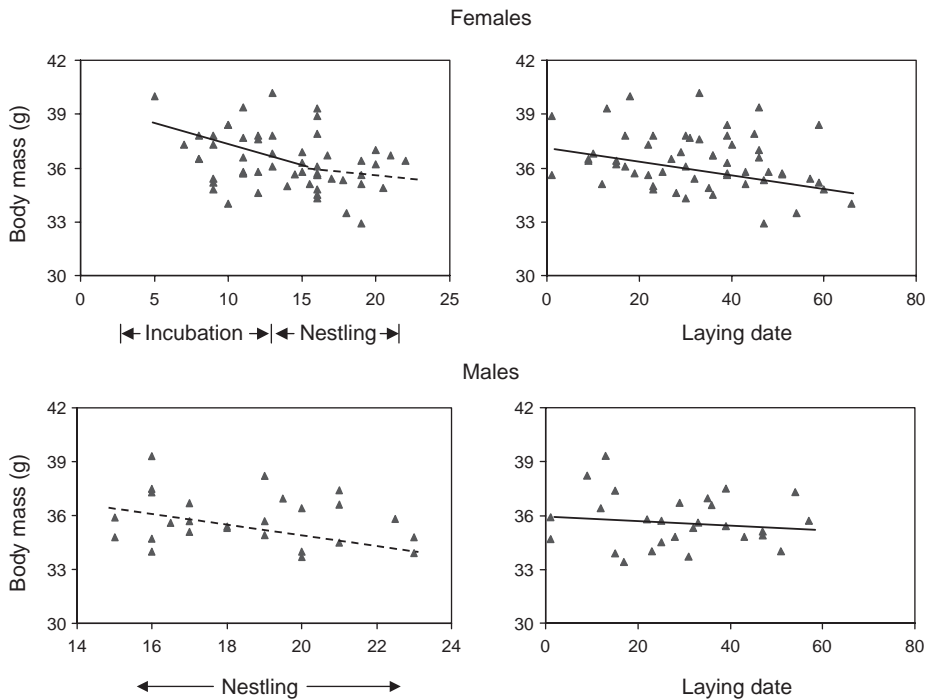 Females
Body mass (g)
42
39
36
33
30
0 5 10 15 20 25
Incubation Nestling
42
39
36
33
30
0 20 40 60 80
Laying date
Males
Body mass (g)
42
39
36
33
30
14 16 18 20 22 24
Nestling
42
39
36
33
30
0 20 40 60 80
Laying date